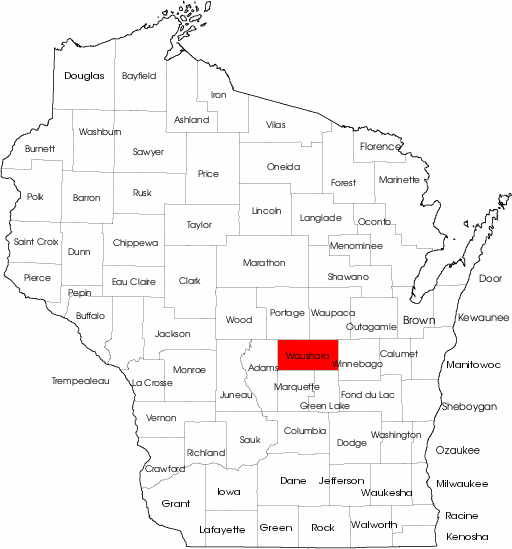 Douglas
Bayfield
Iron
Ashland
Vilas
Washburn
Burnett
Sawyer
Florence
Price
Oneida
Forest
Marinette
Polk
Barron
Rusk
Lincoln
Langlade
Oconto
Taylor
Saint Croix
Dunn
Chippewa
Menominee
Marathon
Pierce
Eau Claire
Clark
Shawano
Door
Pepin
Buffalo
Wood
Portage
Waupaca
Outagamie
Brown
Kewaunee
Jackson
Waushara
Calumet
Winnebago
Manitowoc
Adams
Monroe
Trempealeau
La Crosse
Marquette
Juneau
Green Lake
Fond du Lac
Sheboygan
Vernon
Columbia
Washington
Sauk
Dodge
Richland
Ozaukee
Crawford
Dane
Jefferson
Milwaukee
Iowa
Waukesha
Grant
Racine
Lafayette
Green
Rock
Walworth
Kenosha